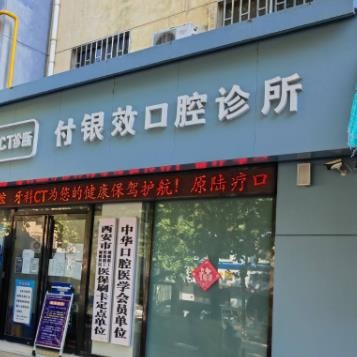 CT诊断
付银效口腔诊所
牙科CT为您的健康保驾护航！原陆疗口
中华口腔医学会员单位
西安市医保刷卡定点单位
福